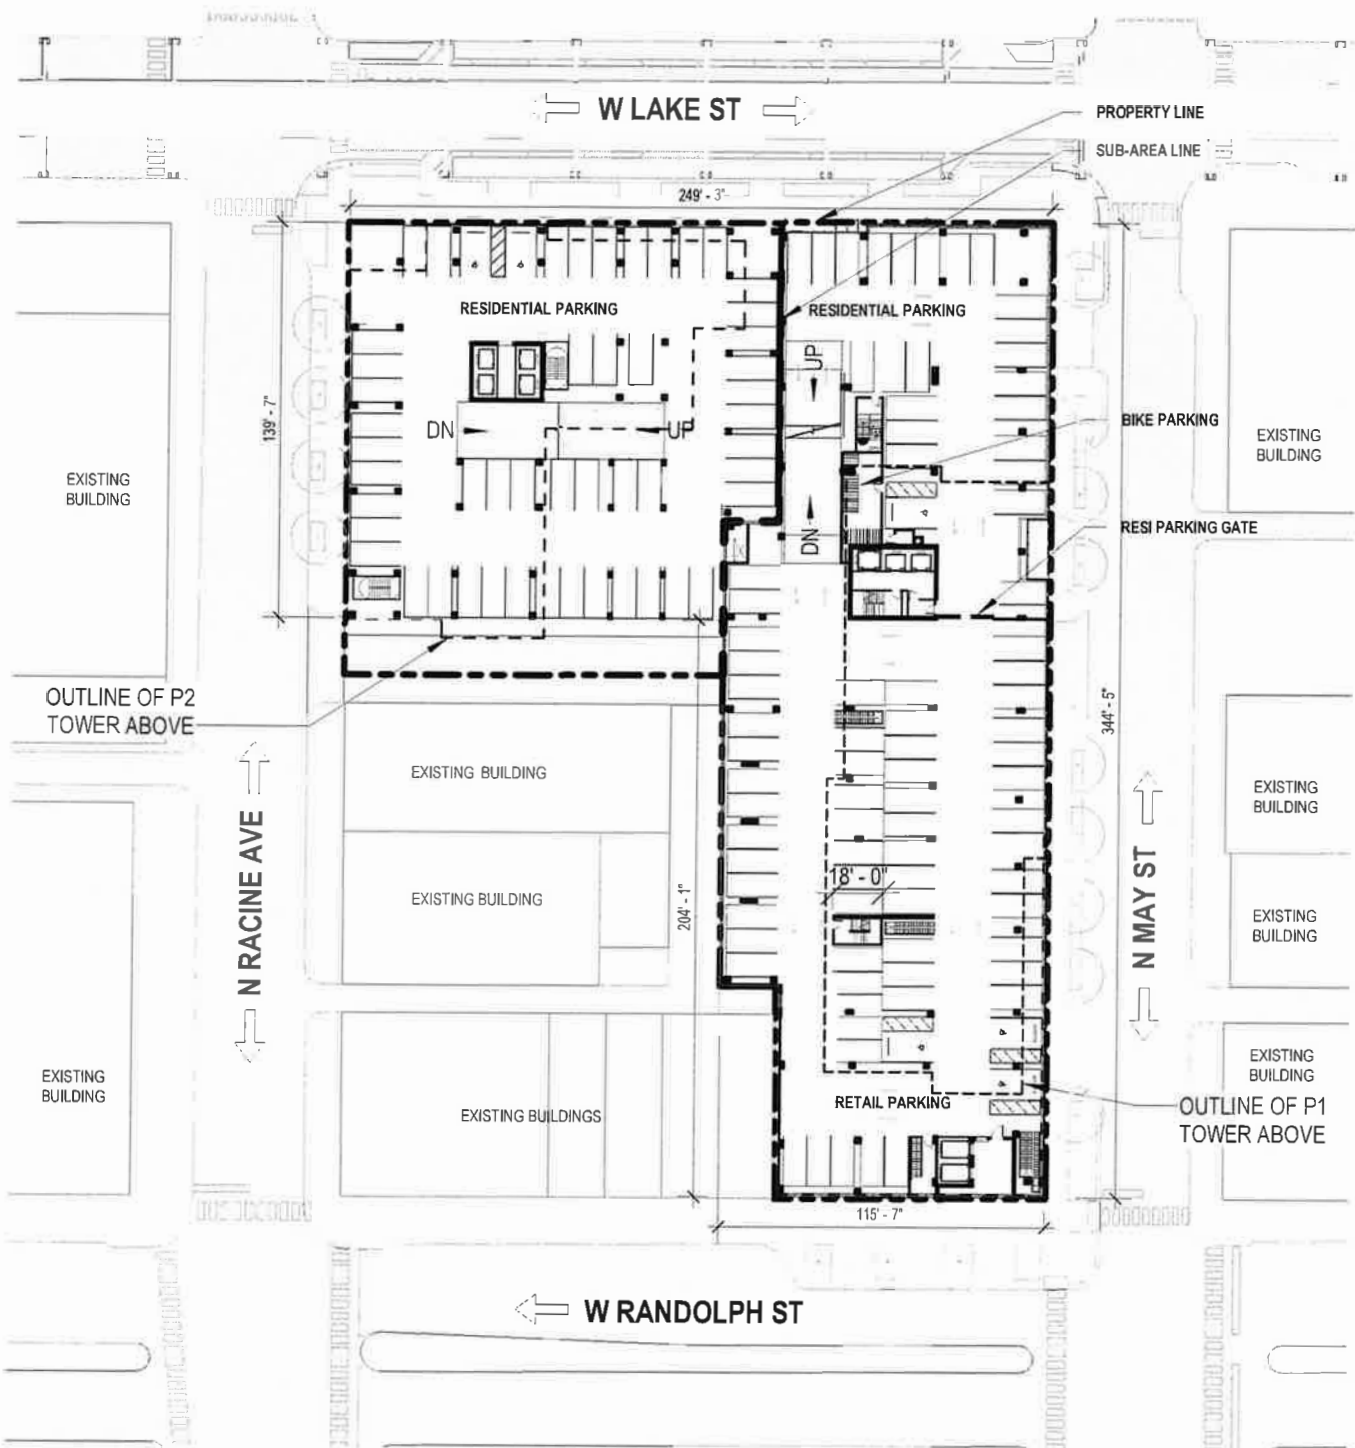 W LAKE ST
PROPERTY LINE
SUB-AREA LINE
249' - 3"
RESIDENTIAL PARKING
RESIDENTIAL PARKING
UP
139' - 7"
DN
UP
BIKE PARKING
EXISTING
BUILDING
EXISTING
BUILDING
DN
RESI PARKING GATE
OUTLINE OF P2
TOWER ABOVE
344' - 5"
EXISTING BUILDING
EXISTING
BUILDING
N RACINE AVE
18' - 0"
EXISTING BUILDING
204' - 1"
N MAY ST
EXISTING
BUILDING
EXISTING
BUILDING
EXISTING
BUILDING
RETAIL PARKING
EXISTING BUILDINGS
OUTLINE OF P1
TOWER ABOVE
115' - 7"
W RANDOLPH ST